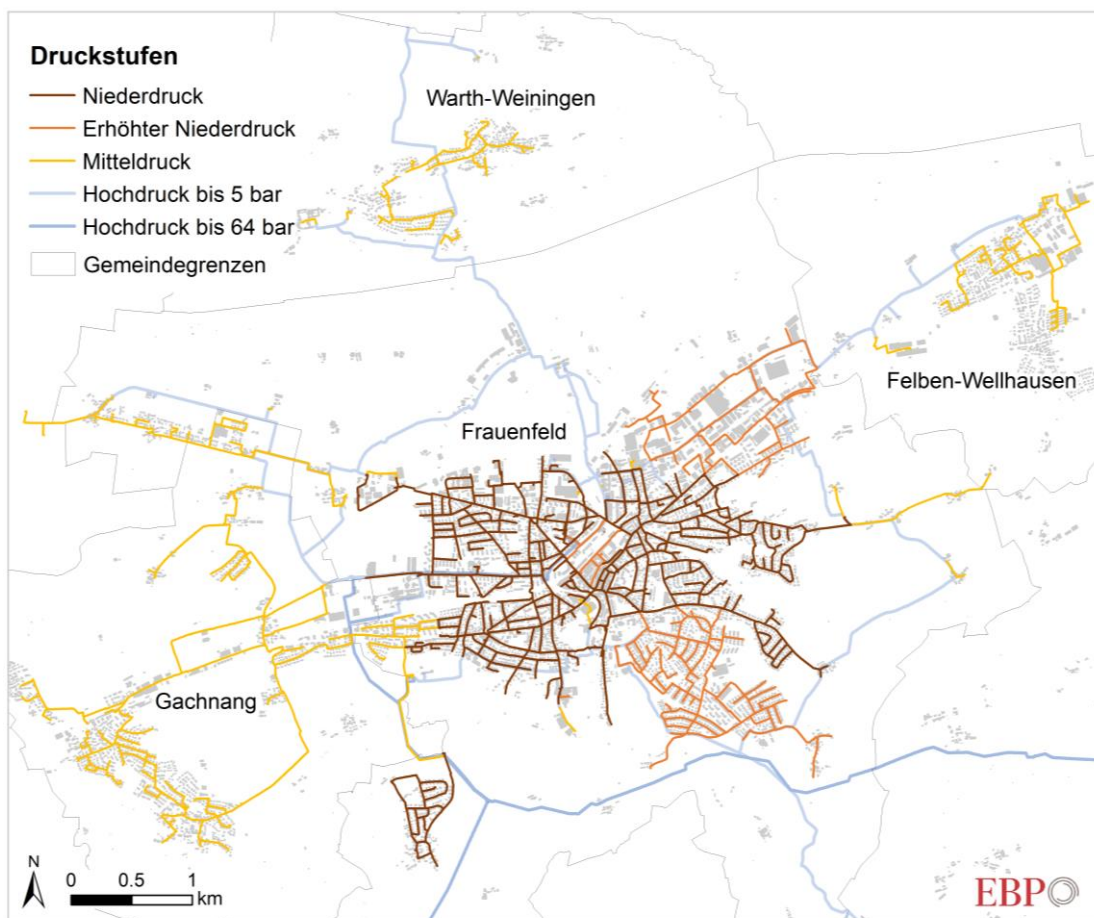 Druckstufen
Niederdruck
Erhöhter Niederdruck
Mitteldruck
Hochdruck bis 5 bar
Hochdruck bis 64 bar
Gemeindegrenzen
Warth-Weiningen
Felben-Wellhausen
Frauenfeld
Gachnang
N
0 0.5 1
km
EBP